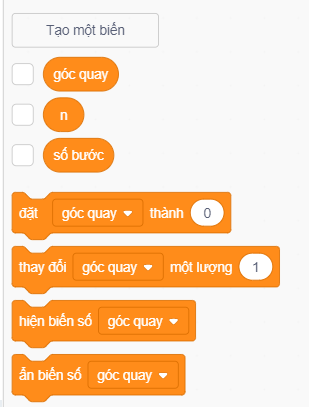 Tạo một biến
góc quay
n
số bước
đặt góc quay thành 0
thay đổi góc quay một lượng 1
hiện biến số góc quay
ẩn biến số góc quay